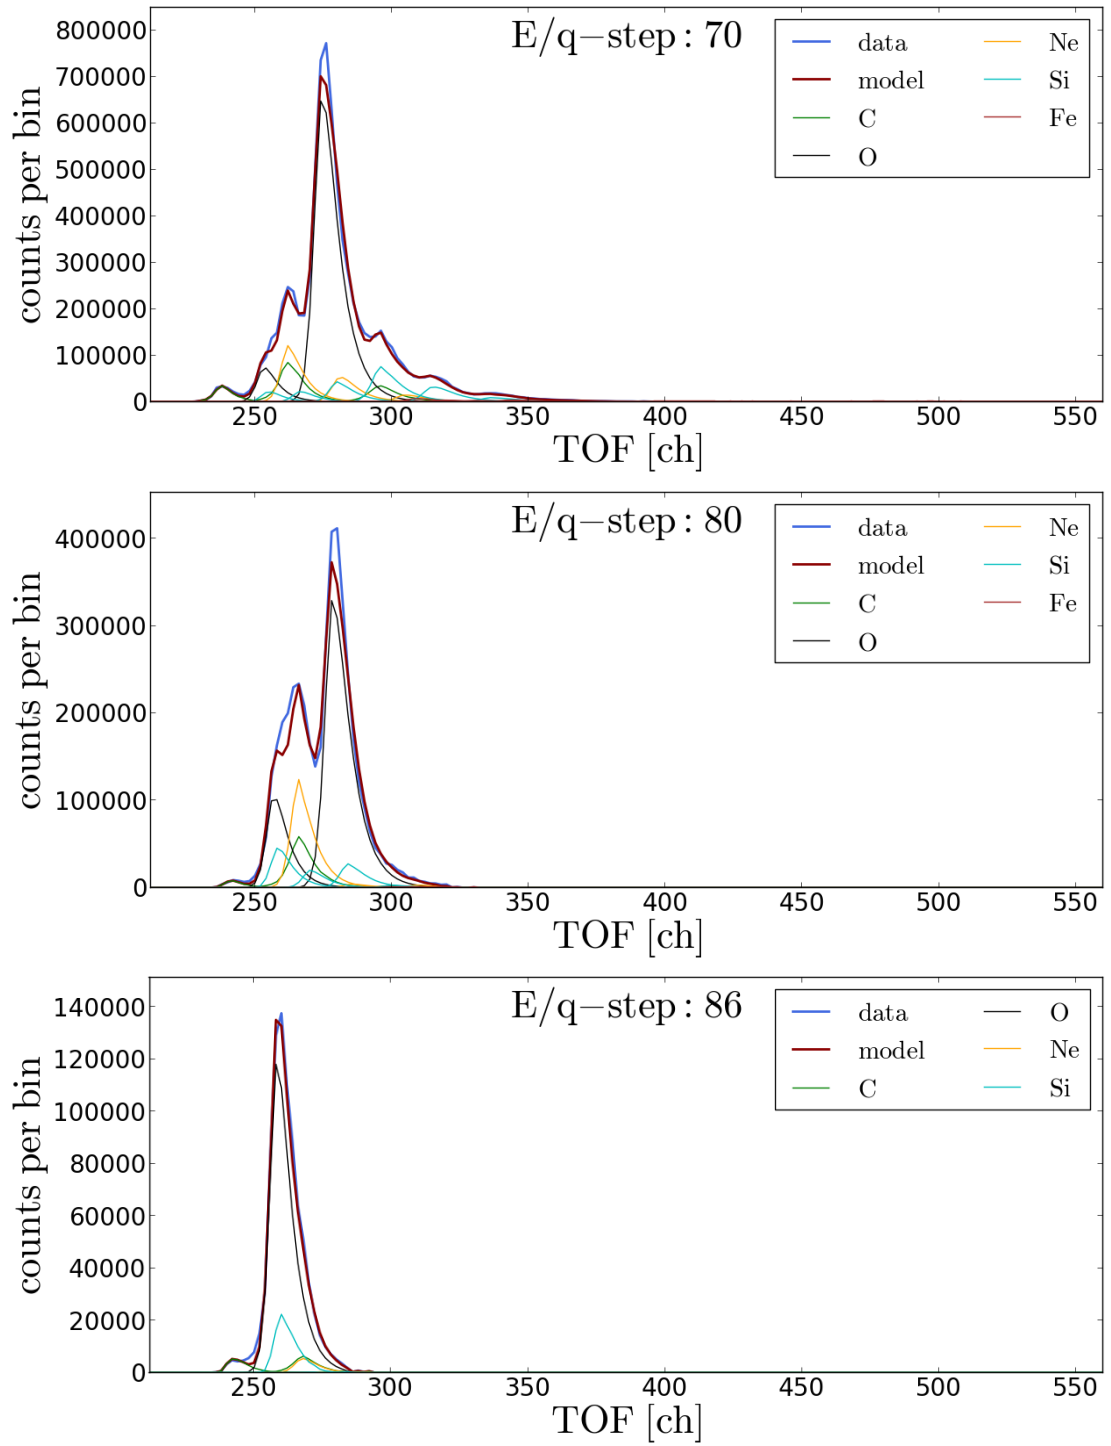 E/q−step: 70
counts per bin
800000
700000
600000
500000
400000
300000
200000
100000
0
data
model
C
O
Ne
Si
Fe
250 300 350 400 450 500 550
TOF [ch]
E/q−step: 80
counts per bin
400000
300000
200000
100000
0
data
model
C
O
Ne
Si
Fe
250 300 350 400 450 500 550
TOF [ch]
E/q−step: 86
counts per bin
140000
120000
100000
80000
60000
40000
20000
0
data
model
C
O
Ne
Si
250 300 350 400 450 500 550
TOF [ch]